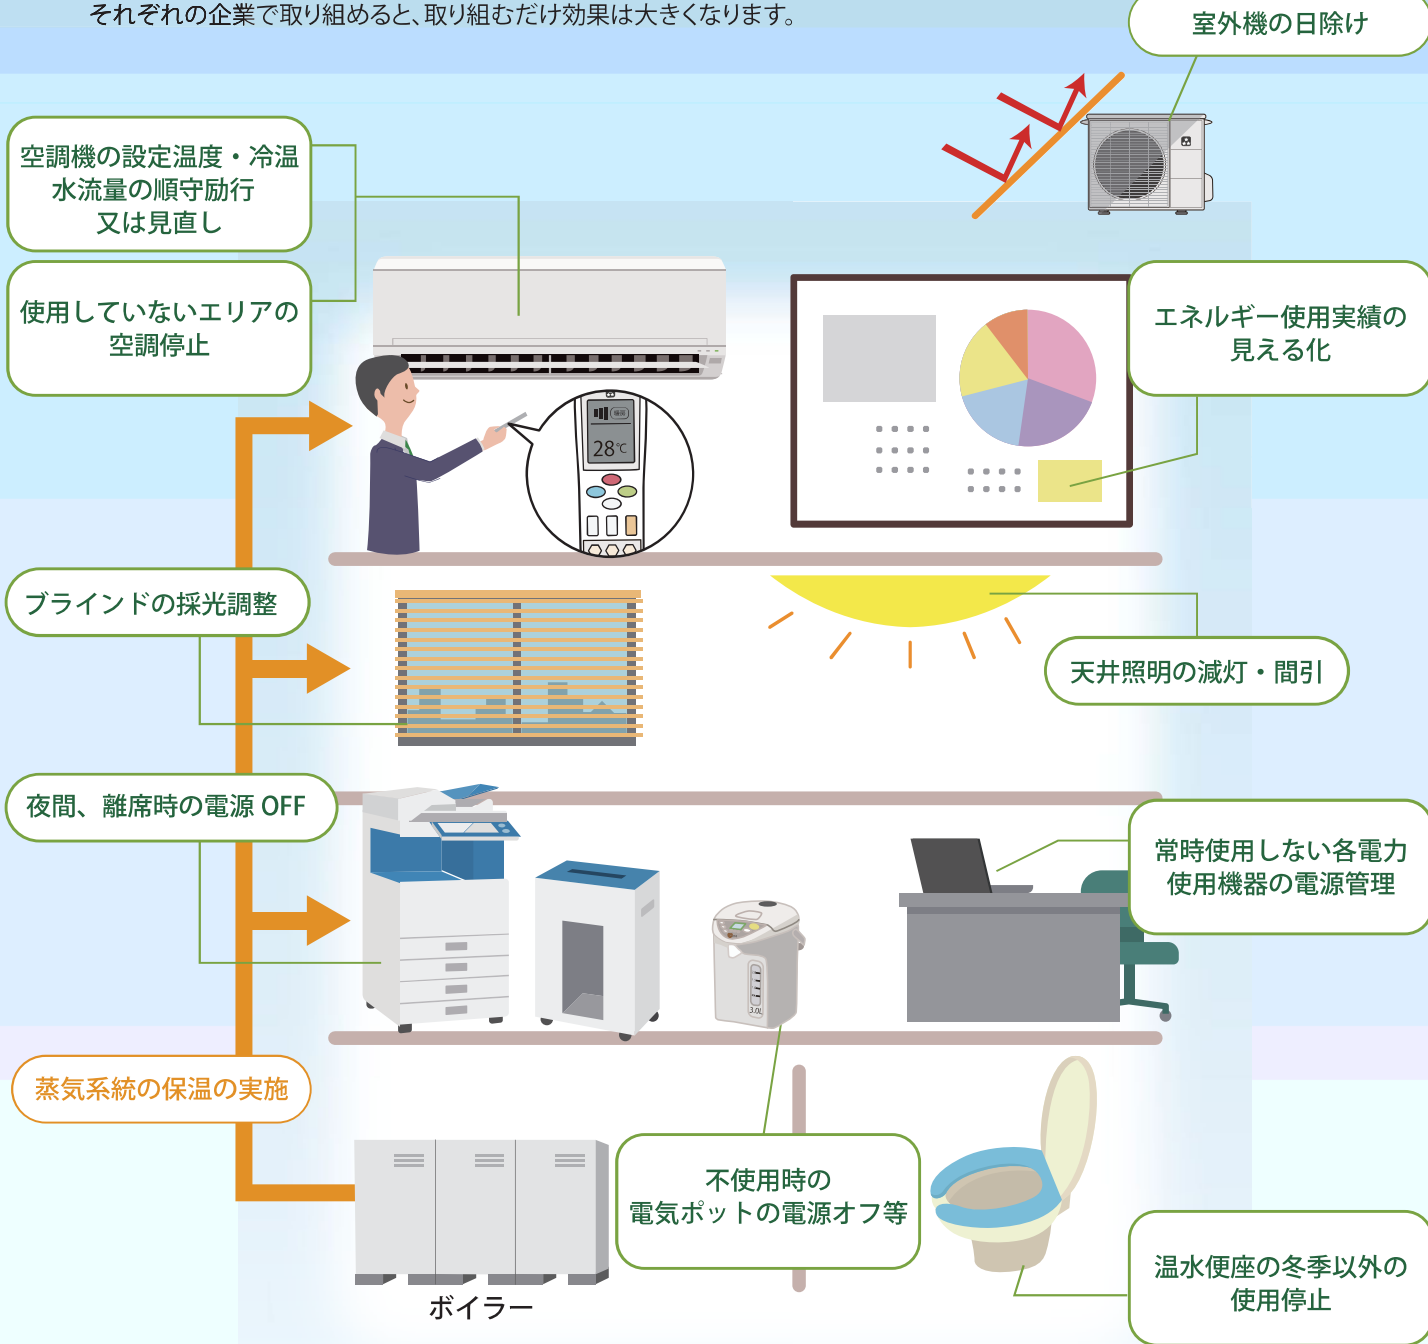 それぞれの企業で取り組めると、取り組むだけ効果は大きくなります。
室外機の日除け
空調機の設定温度・冷温
水流量の順守励行
又は見直し
使用していないエリアの
空調停止
エネルギー使用実績の
見える化
28℃
ブラインドの採光調整
天井照明の減灯・間引
夜間、離席時の電源 OFF
常時使用しない各電力
使用機器の電源管理
3.0L
蒸気系統の保温の実施
不使用時の
電気ポットの電源オフ等
温水便座の冬季以外の
使用停止
ボイラー